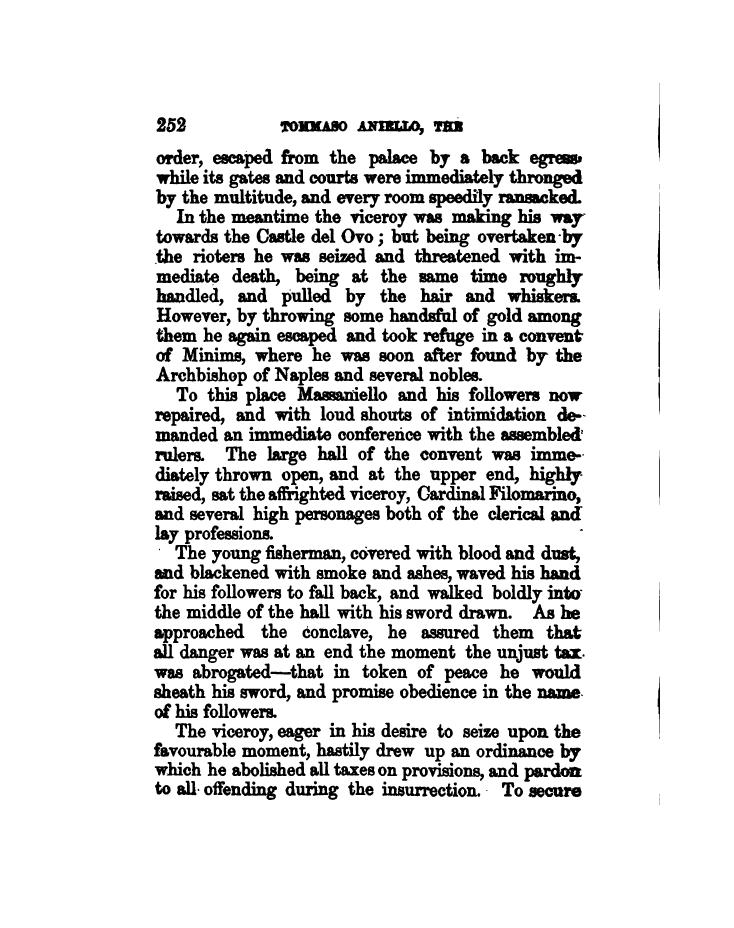 252 TOMMASO ANIELLO, THE
order, escaped from the palace by a back egress,
while its gates and courts were immediately thronged
by the multitude, and every room speedily ransacked.
In the meantime the viceroy was making his way
towards the Castle del Ovo ; but being overtaken by
the rioters he was seized and threatened with im-
mediate death, being at the same time roughly
handled, and pulled by the hair and whiskers.
However, by throwing some handsful of gold among
them he again escaped and took refuge in a convent
of Minims, where he was soon after found by the
Archbishop of Naples and several nobles.
To this place Massaniello and his followers now
repaired, and with loud shouts of intimidation de-
manded an immediate conference with the assembled
rulers. The large hall of the convent was imme-
diately thrown open, and at the upper end, highly
raised, sat the affrighted viceroy, Cardinal Filomarino,
and several high personages both of the clerical and
lay professions.
The young fisherman, covered with blood and dust,
and blackened with smoke and ashes, waved his hand
for his followers to fall back, and walked boldly into
the middle of the hall with his sword drawn. As he
approached the conclave, he assured them that
all danger was at an end the moment the unjust tax
was abrogated—that in token of peace he would
sheath his sword, and promise obedience in the name
of his followers.
The viceroy, eager in his desire to seize upon the
favourable moment, hastily drew up an ordinance by
which he abolished all taxes on provisions, and pardon
to all offending during the insurrection. To secure